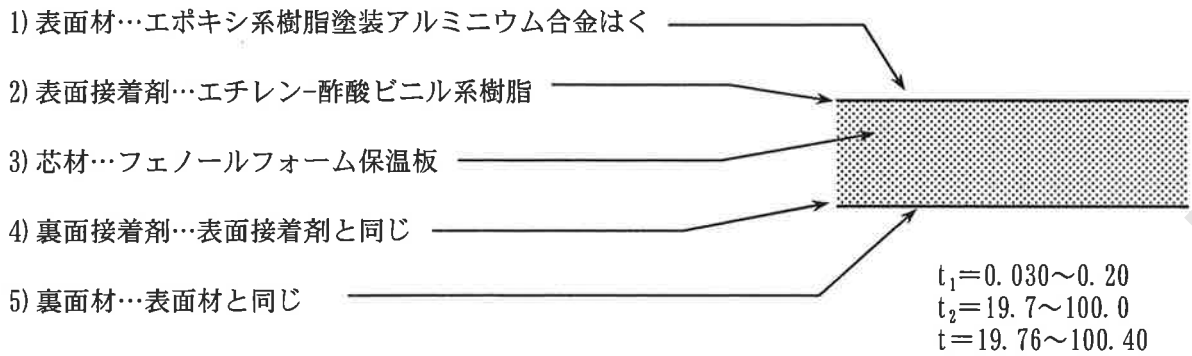 1) 表面材…エポキシ系樹脂塗装アルミニウム合金はく
2) 表面接着剤…エチレン-酢酸ビニル系樹脂
3) 芯材…フェノールフォーム保温板
4) 裏面接着剤…表面接着剤と同じ
5) 裏面材…表面材と同じ
t₁=0.030～0.20
t₂=19.7～100.0
t=19.76～100.40